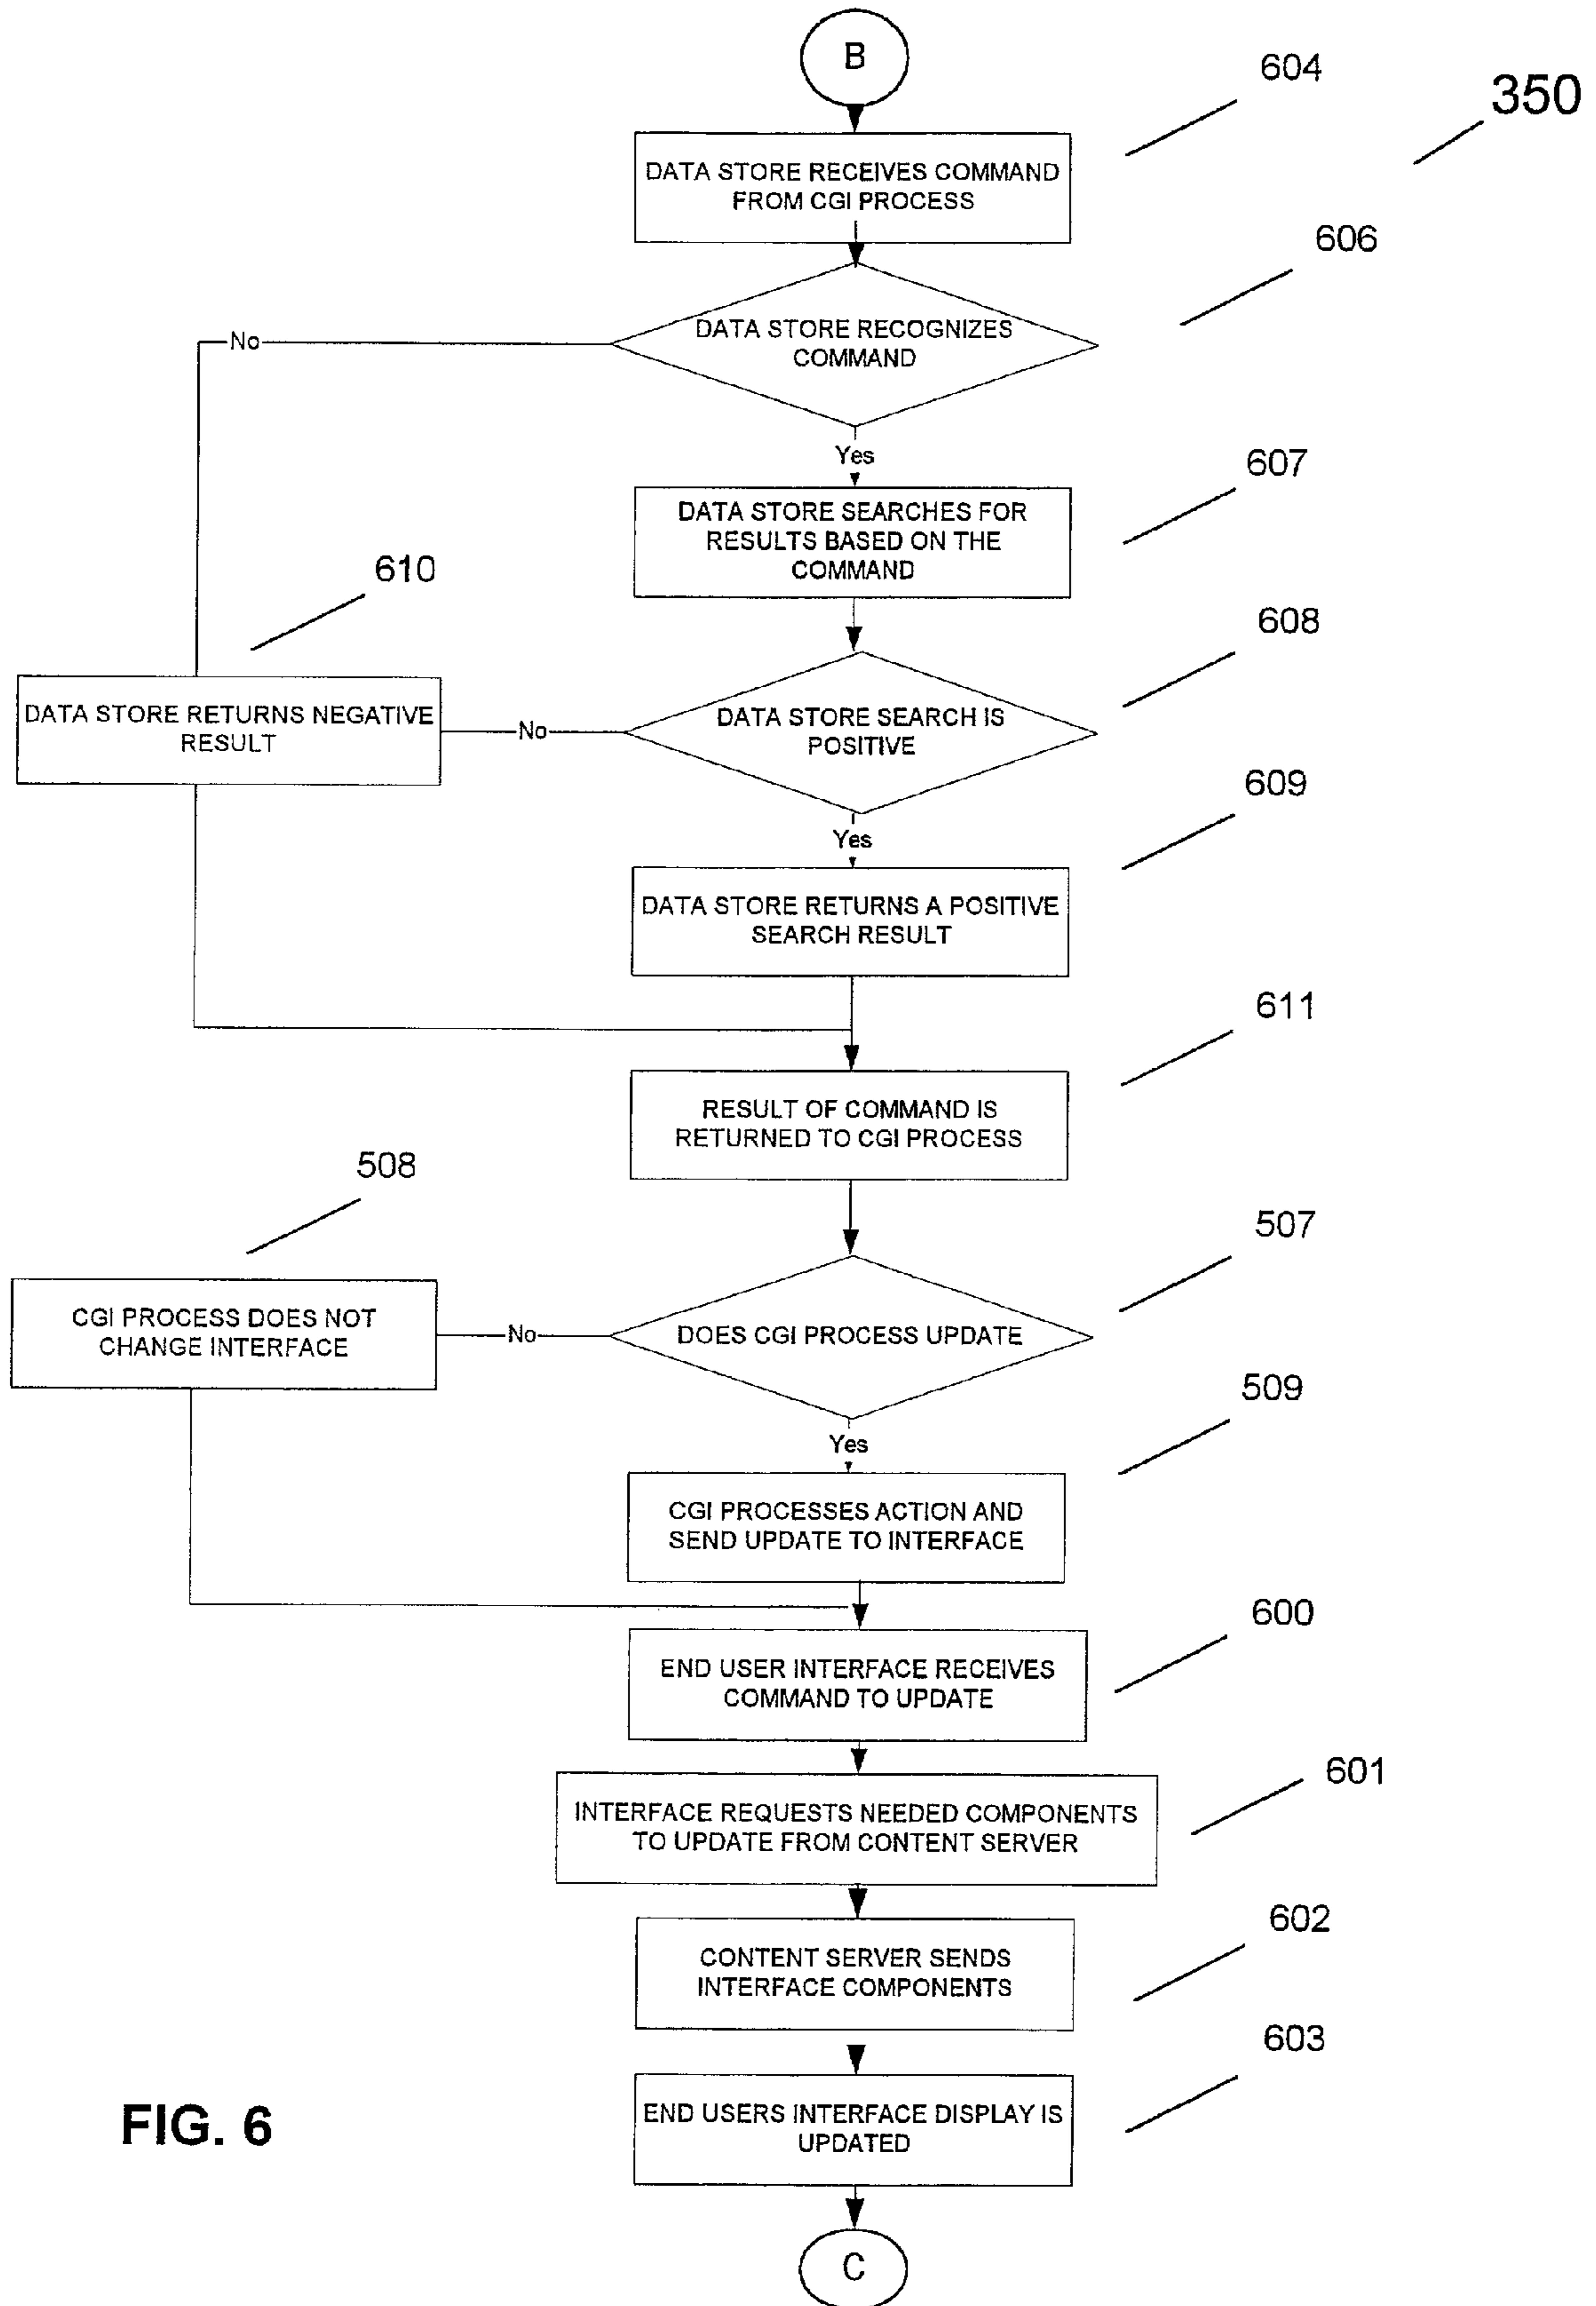 B
604
350
DATA STORE RECEIVES COMMAND
FROM CGI PROCESS
606
DATA STORE RECOGNIZES
COMMAND
No
Yes
607
DATA STORE SEARCHES FOR
RESULTS BASED ON THE
COMMAND
610
608
DATA STORE RETURNS NEGATIVE
RESULT
No
DATA STORE SEARCH IS
POSITIVE
609
Yes
DATA STORE RETURNS A POSITIVE
SEARCH RESULT
611
RESULT OF COMMAND IS
RETURNED TO CGI PROCESS
508
507
CGI PROCESS DOES NOT
CHANGE INTERFACE
No
DOES CGI PROCESS UPDATE
509
Yes
CGI PROCESSES ACTION AND
SEND UPDATE TO INTERFACE
600
END USER INTERFACE RECEIVES
COMMAND TO UPDATE
601
INTERFACE REQUESTS NEEDED COMPONENTS
TO UPDATE FROM CONTENT SERVER
602
CONTENT SERVER SENDS
INTERFACE COMPONENTS
603
END USERS INTERFACE DISPLAY IS
UPDATED
FIG. 6
C